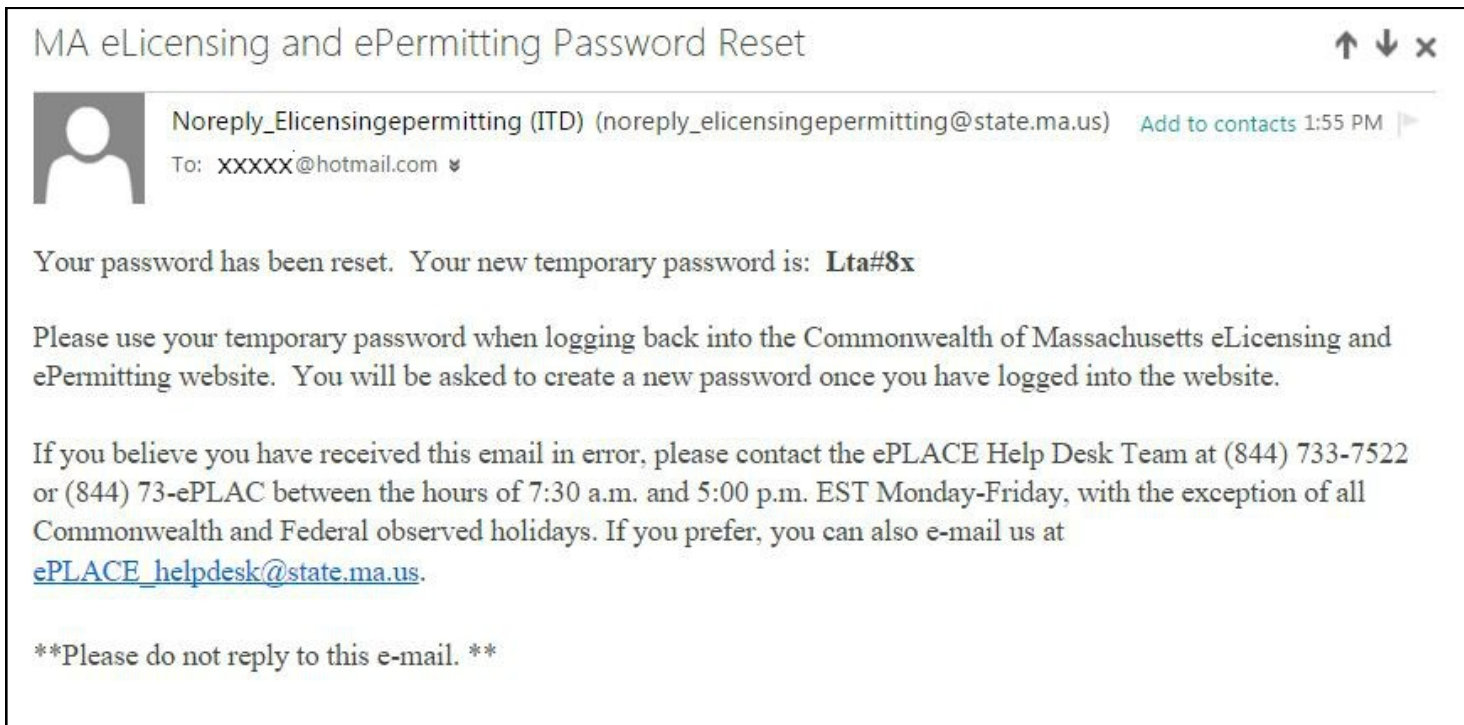 MA eLicensing and ePermitting Password Reset
Noreply_Elicensingepermitting (ITD) (noreply_elicensingepermitting@state.ma.us) Add to contacts 1:55 PM
To: XXXXX@hotmail.com
Your password has been reset.  Your new temporary password is:  Lta#8x
Please use your temporary password when logging back into the Commonwealth of Massachusetts eLicensing and
ePermitting website.  You will be asked to create a new password once you have logged into the website.
If you believe you have received this email in error, please contact the ePLACE Help Desk Team at (844) 733-7522
or (844) 73-ePLAC between the hours of 7:30 a.m. and 5:00 p.m. EST Monday-Friday, with the exception of all
Commonwealth and Federal observed holidays. If you prefer, you can also e-mail us at
ePLACE_helpdesk@state.ma.us.
**Please do not reply to this e-mail. **